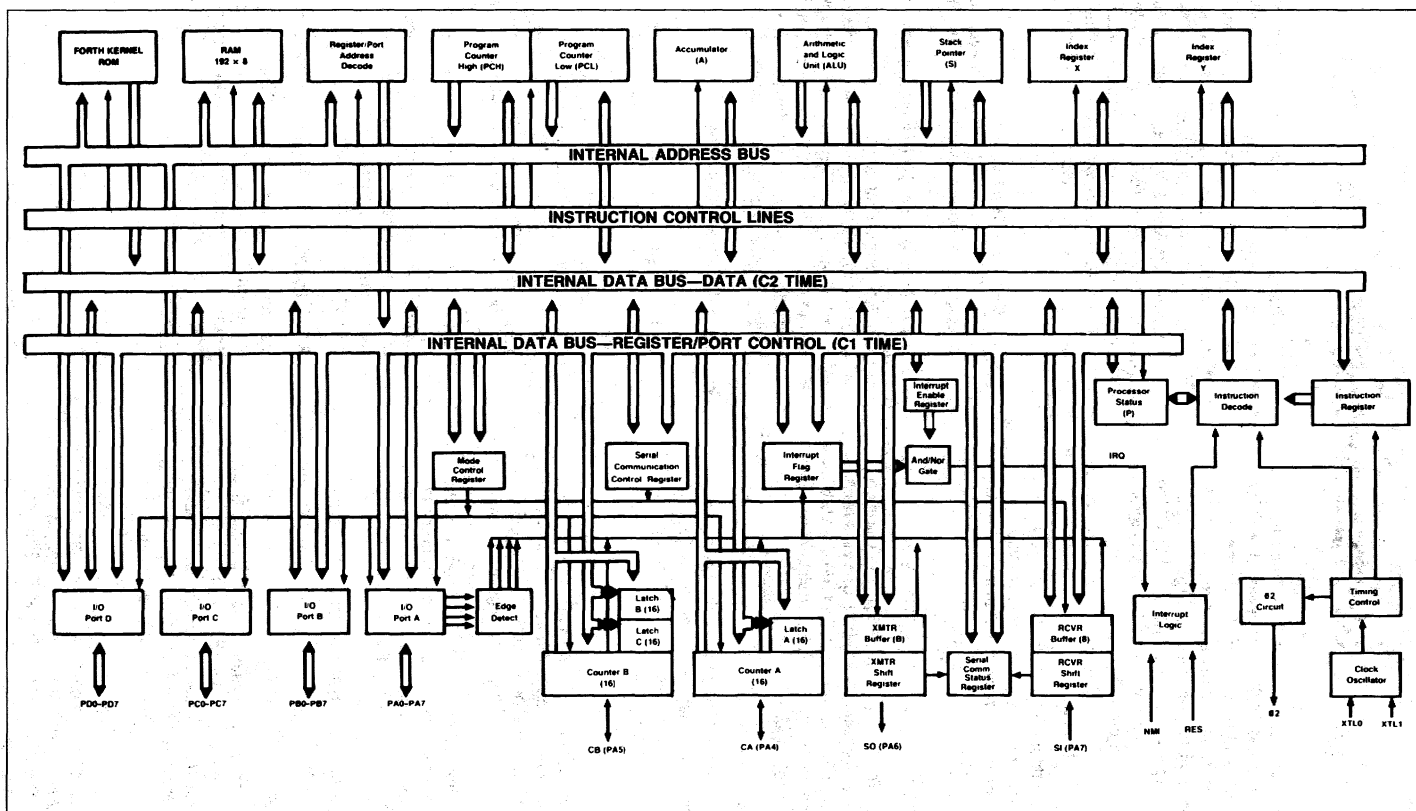 FORTH KERNEL
ROM
RAM
192 × 8
Register/Port
Address
Decode
Program
Counter
High (PCH)
Program
Counter
Low (PCL)
Accumulator
(A)
Arithmetic
and Logic
Unit (ALU)
Stack
Pointer
(S)
Index
Register
X
Index
Register
Y
INTERNAL ADDRESS BUS
INSTRUCTION CONTROL LINES
INTERNAL DATA BUS—DATA (C2 TIME)
INTERNAL DATA BUS—REGISTER/PORT CONTROL (C1 TIME)
Interrupt
Enable
Register
Processor
Status
(P)
Instruction
Decode
Instruction
Register
Mode
Control
Register
Serial
Communication
Control Register
Interrupt
Flag
Register
And/Nor
Gate
IRQ
I/O
Port D
I/O
Port C
I/O
Port B
I/O
Port A
Edge
Detect
Latch
B (16)
Latch
C (16)
Counter B
(16)
Latch
A (16)
Counter A
(16)
XMTR
Buffer (B)
XMTR
Shift
Register
Serial
Comm
Status
Register
RCVR
Buffer (8)
RCVR
Shift
Register
Interrupt
Logic
θ2
Circuit
Timing
Control
Clock
Oscillator
PD0-PD7
PC0-PC7
PB0-PB7
PA0-PA7
CB (PA5)
CA (PA4)
SO (PA6)
SI (PA7)
NMI
RES
θ2
XTL0
XTL1